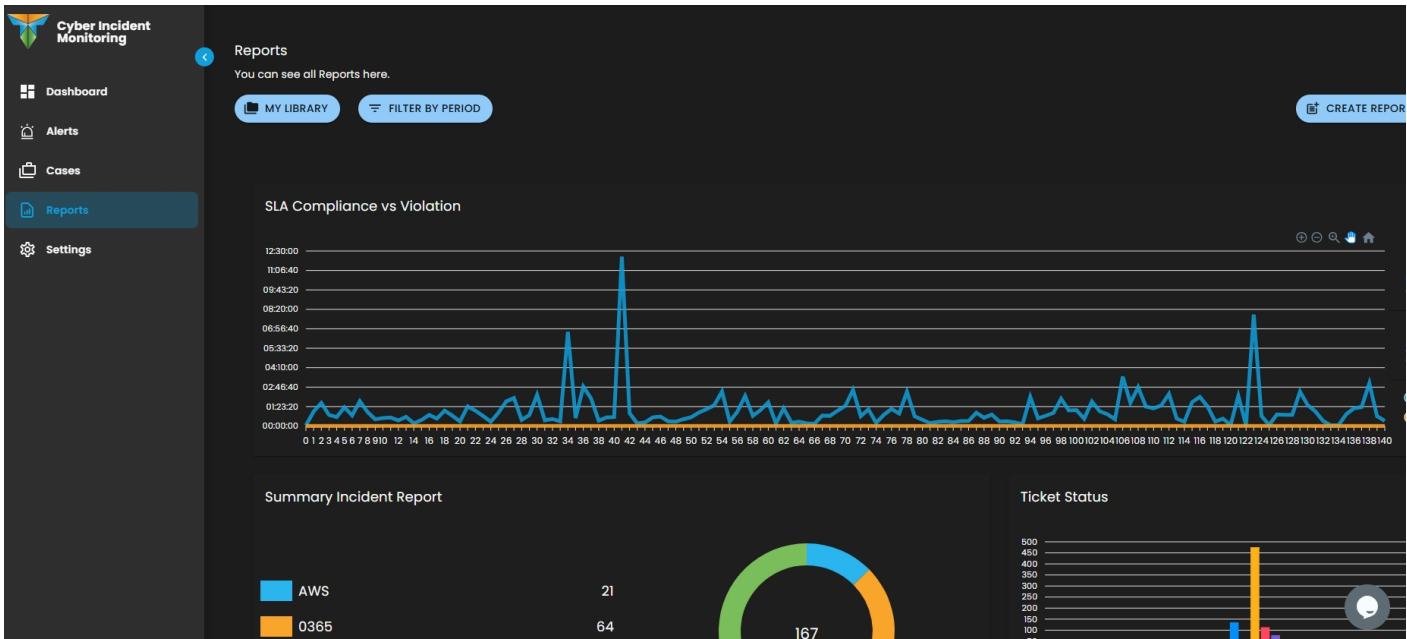 Cyber Incident
Monitoring
Dashboard
Alerts
Cases
Reports
Settings
Reports
You can see all Reports here.
MY LIBRARY
FILTER BY PERIOD
CREATE REPOR
SLA Compliance vs Violation
12:30:00
11:06:40
09:43:20
08:20:00
06:56:40
05:33:20
04:10:00
02:46:40
01:23:20
00:00:00
0 1 2 3 4 5 6 7 8 9 10 12 14 16 18 20 22 24 26 28 30 32 34 36 38 40 42 44 46 48 50 52 54 56 58 60 62 64 66 68 70 72 74 76 78 80 82 84 86 88 90 92 94 96 98 100 102 104 106 108 110 112 114 116 118 120 122 124 126 128 130 132 134 136 138 140
Summary Incident Report
AWS 21
0365 64
167
Ticket Status
500
450
400
350
300
250
200
150
100